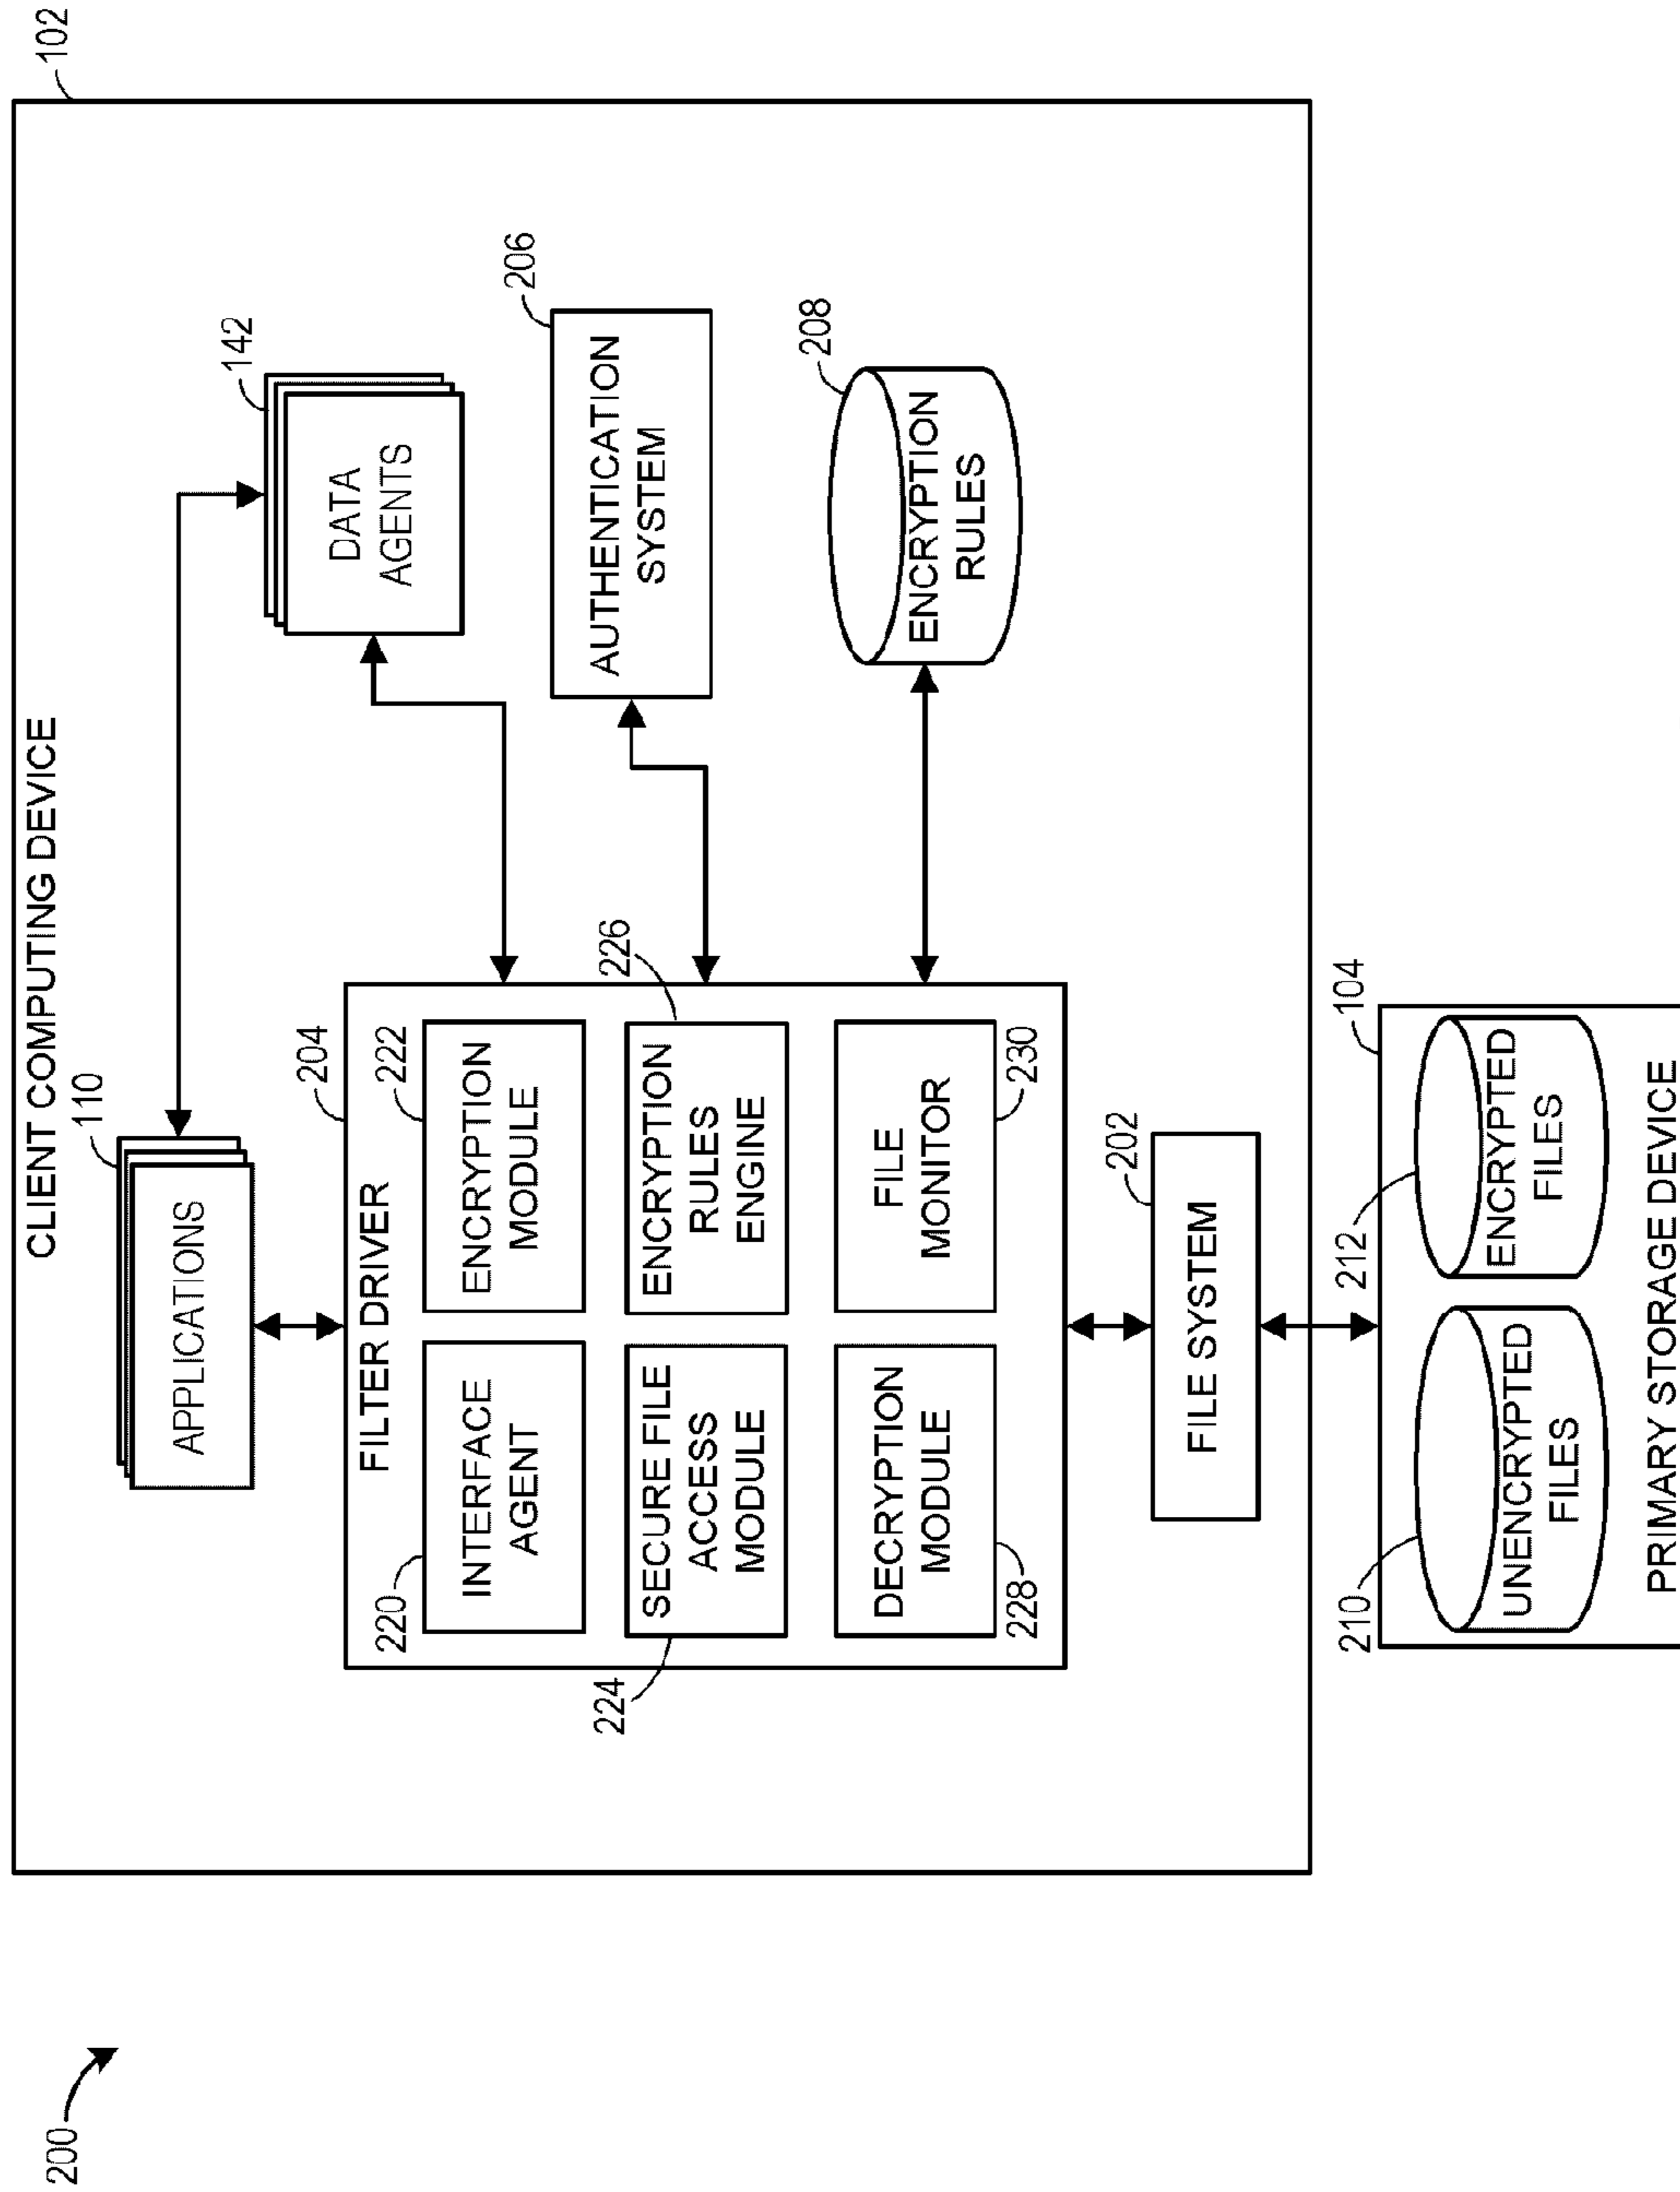 200
CLIENT COMPUTING DEVICE
102
110
APPLICATIONS
142
DATA
AGENTS
204
FILTER DRIVER
220
INTERFACE
AGENT
222
ENCRYPTION
MODULE
224
SECURE FILE
ACCESS
MODULE
226
ENCRYPTION
RULES
ENGINE
228
DECRYPTION
MODULE
230
FILE
MONITOR
206
AUTHENTICATION
SYSTEM
208
ENCRYPTION
RULES
202
FILE SYSTEM
104
210
UNENCRYPTED
FILES
212
ENCRYPTED
FILES
PRIMARY STORAGE DEVICE